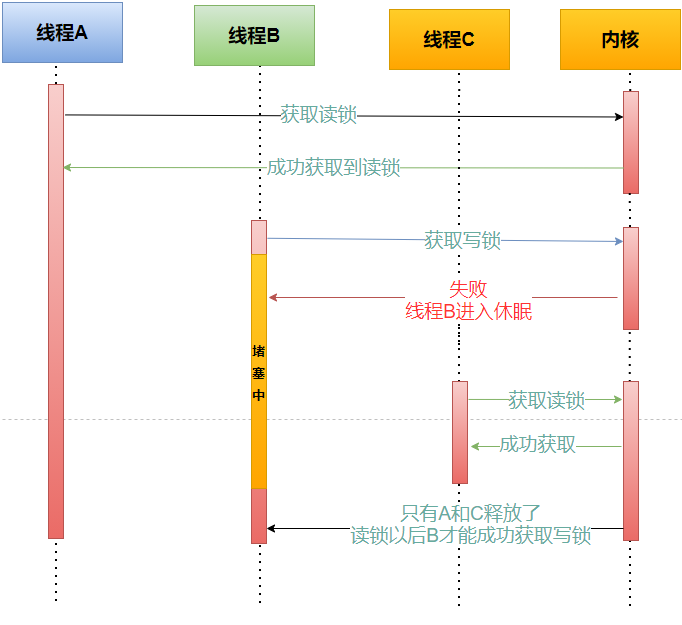 线程A
线程B
线程C
内核
获取读锁
成功获取到读锁
获取写锁
失败
线程B进入休眠
堵
塞
中
获取读锁
成功获取
只有A和C释放了
读锁以后B才能成功获取写锁